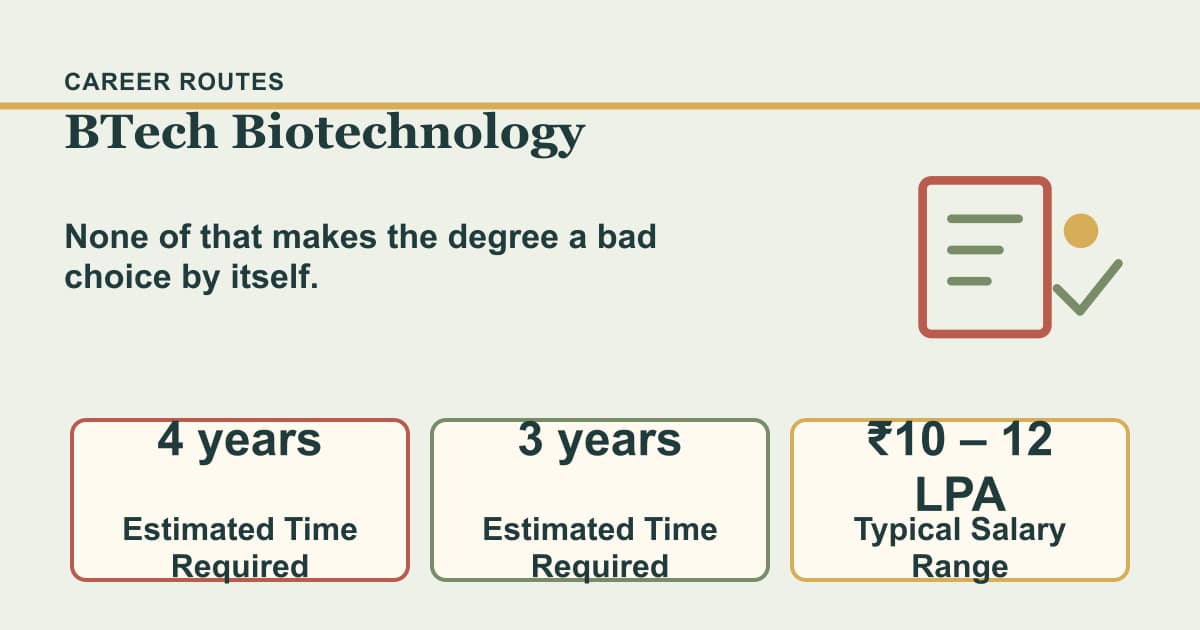 CAREER ROUTES
BTech Biotechnology
None of that makes the degree a bad
choice by itself.
4 years
Estimated Time
Required
3 years
Estimated Time
Required
₹10 – 12
LPA
Typical Salary
Range